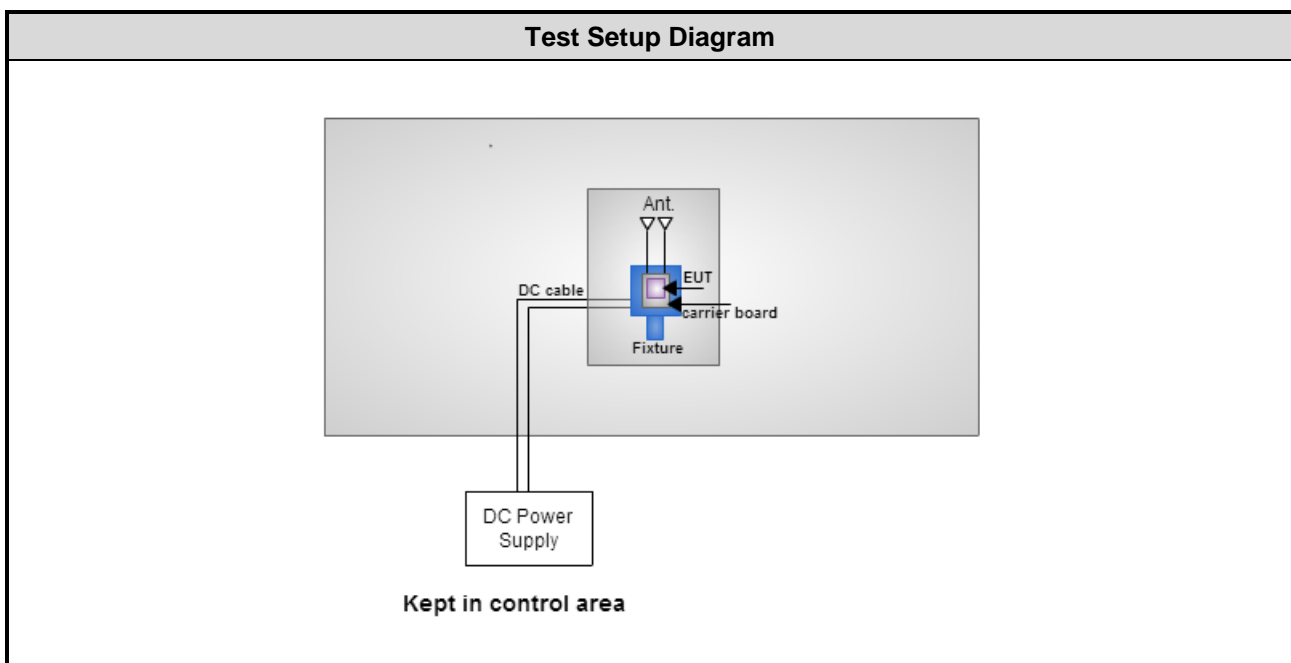 Test Setup Diagram
Ant.
EUT
DC cable
carrier board
Fixture
DC Power
Supply
Kept in control area